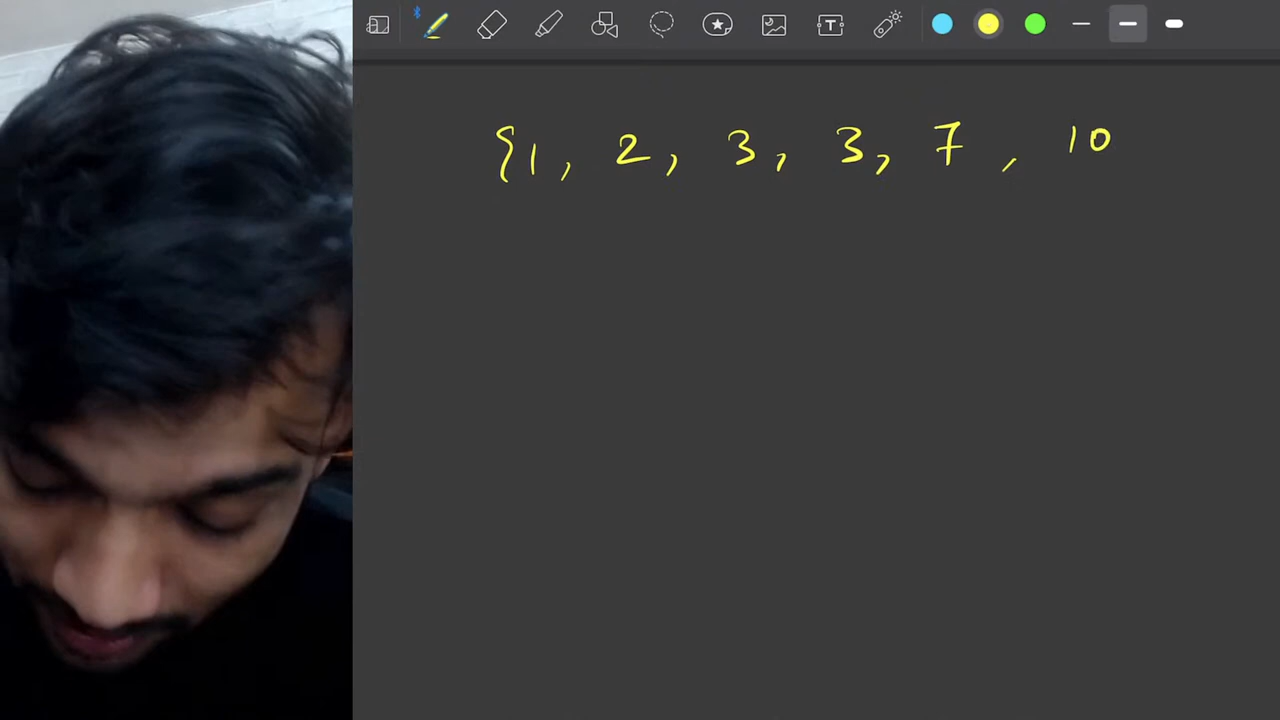 {1, 2, 3, 3, 7, 10